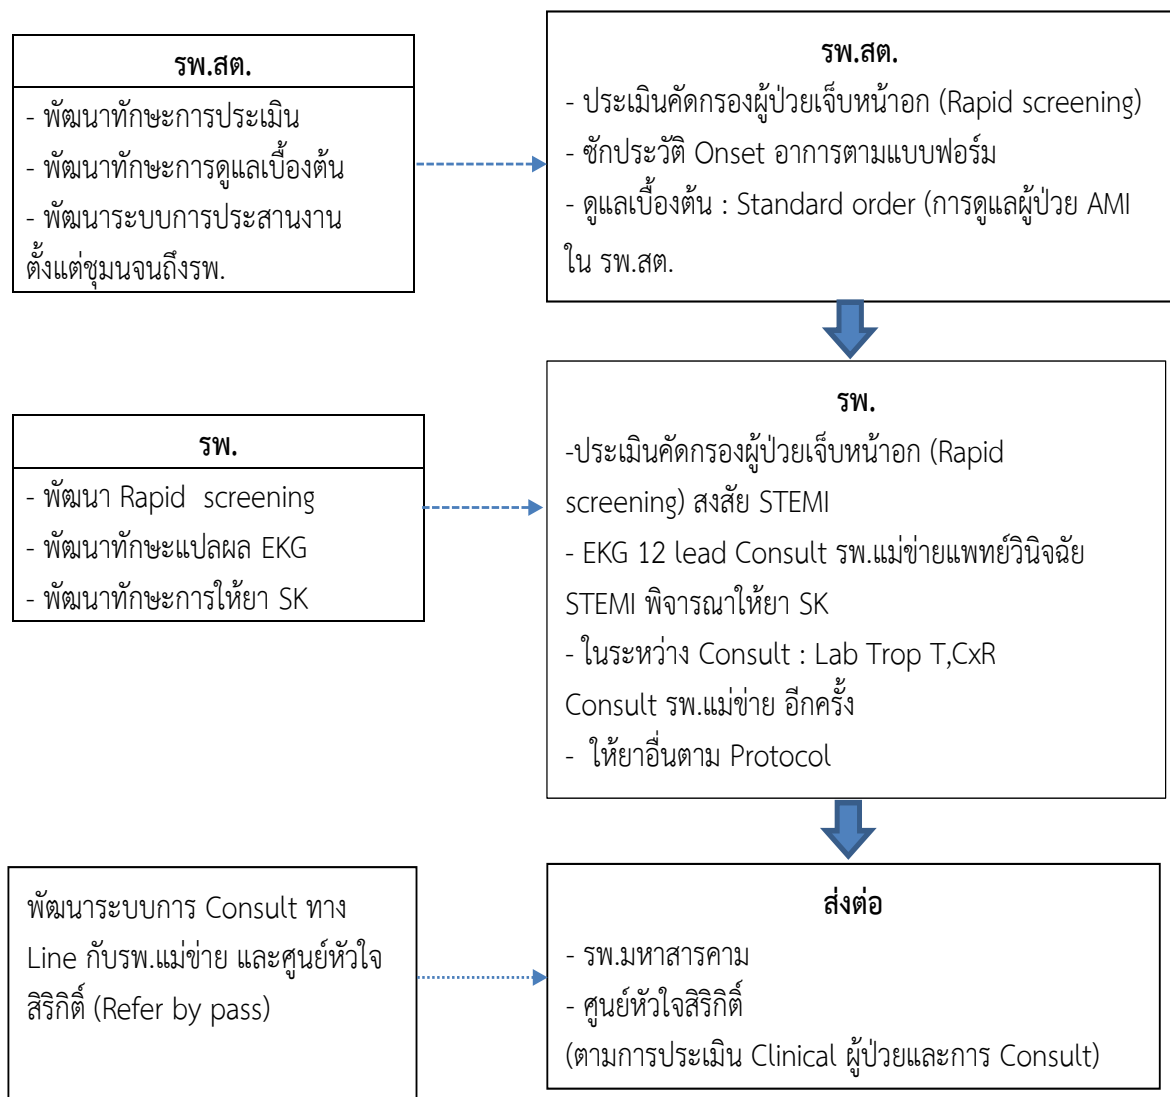 รพ.สต.
- พัฒนาทักษะการประเมิน
- พัฒนาทักษะการดูแลเบื้องต้น
- พัฒนาระบบการประสานงาน
ตั้งแต่ชุมนจนถึงรพ.
รพ.สต.
- ประเมินคัดกรองผู้ป่วยเจ็บหน้าอก (Rapid screening)
- ซักประวัติ Onset อาการตามแบบฟอร์ม
- ดูแลเบื้องต้น : Standard order (การดูแลผู้ป่วย AMI
ใน รพ.สต.
รพ.
- พัฒนา Rapid screening
- พัฒนาทักษะแปลผล EKG
- พัฒนาทักษะการให้ยา SK
รพ.
-ประเมินคัดกรองผู้ป่วยเจ็บหน้าอก (Rapid
screening) สงสัย STEMI
- EKG 12 lead Consult รพ.แม่ข่ายแพทย์วินิจฉัย
STEMI พิจารณาให้ยา SK
- ในระหว่าง Consult : Lab Trop T,CxR
Consult รพ.แม่ข่าย อีกครั้ง
- ให้ยาอื่นตาม Protocol
พัฒนาระบบการ Consult ทาง
Line กับรพ.แม่ข่าย และศูนย์หัวใจ
สิริกิติ์ (Refer by pass)
ส่งต่อ
- รพ.มหาสารคาม
- ศูนย์หัวใจสิริกิติ์
(ตามการประเมิน Clinical ผู้ป่วยและการ Consult)